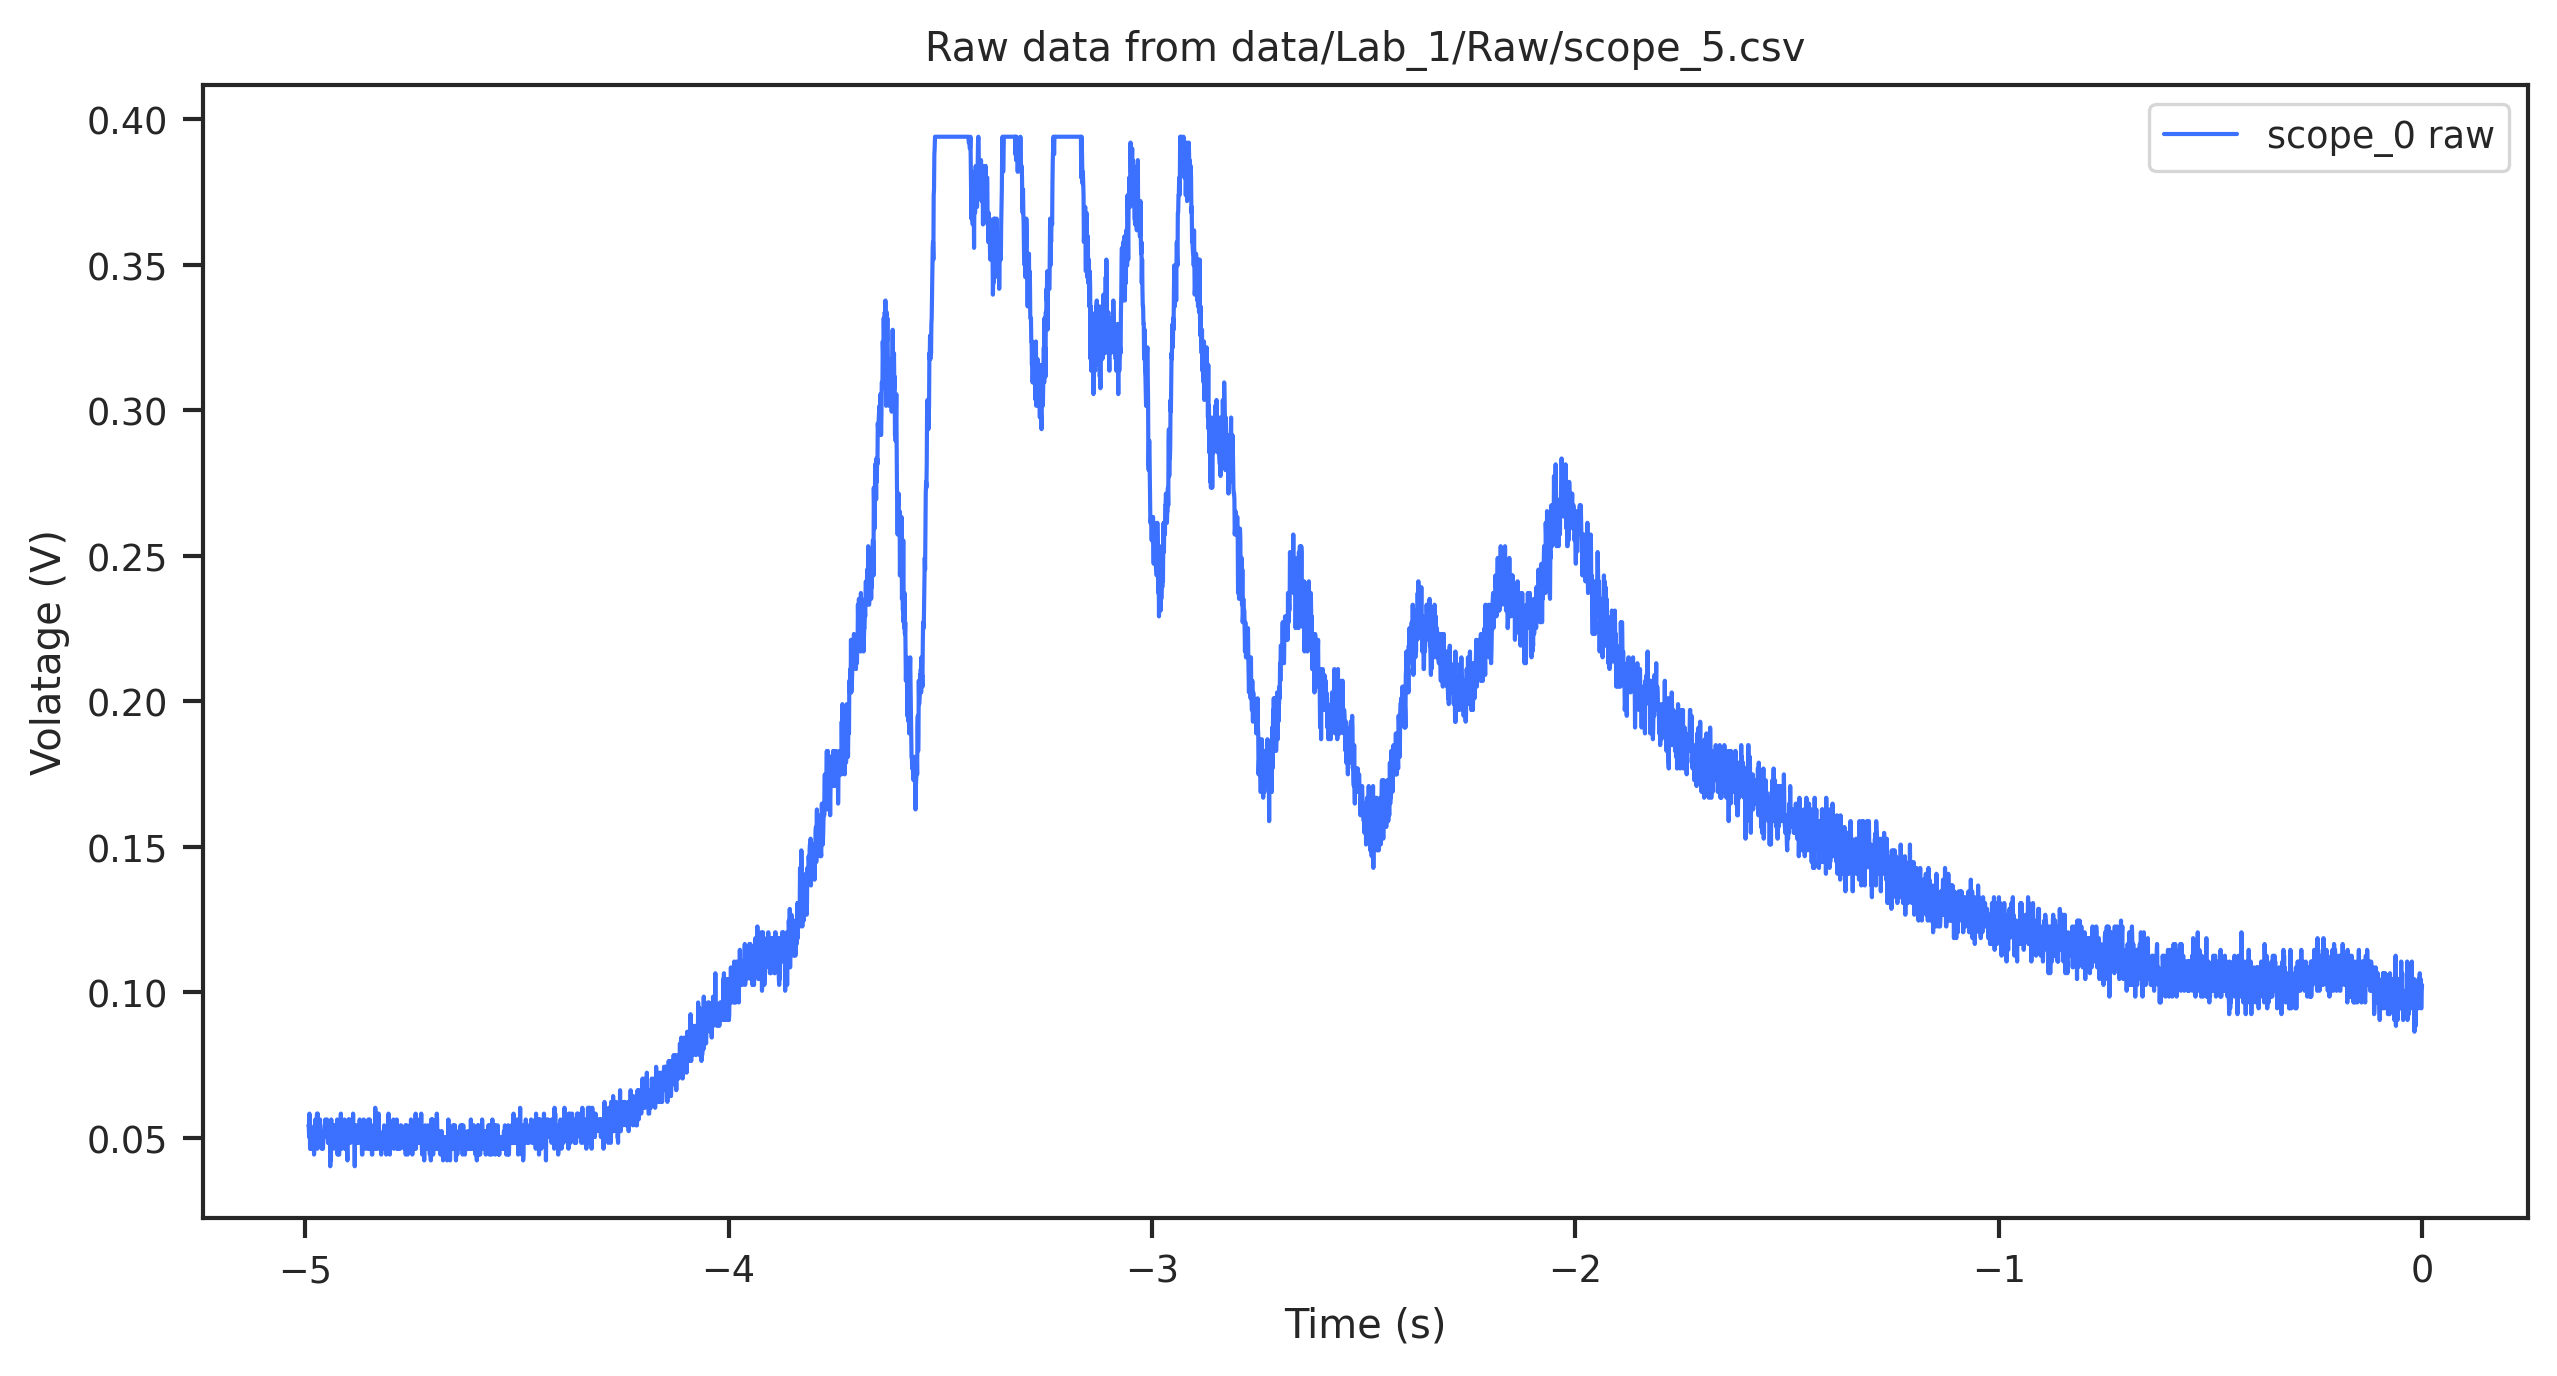 Raw data from data/Lab_1/Raw/scope_5.csv
scope_0 raw
Volatage (V)
0.40
0.35
0.30
0.25
0.20
0.15
0.10
0.05
−5 −4 −3 −2 −1 0
Time (s)